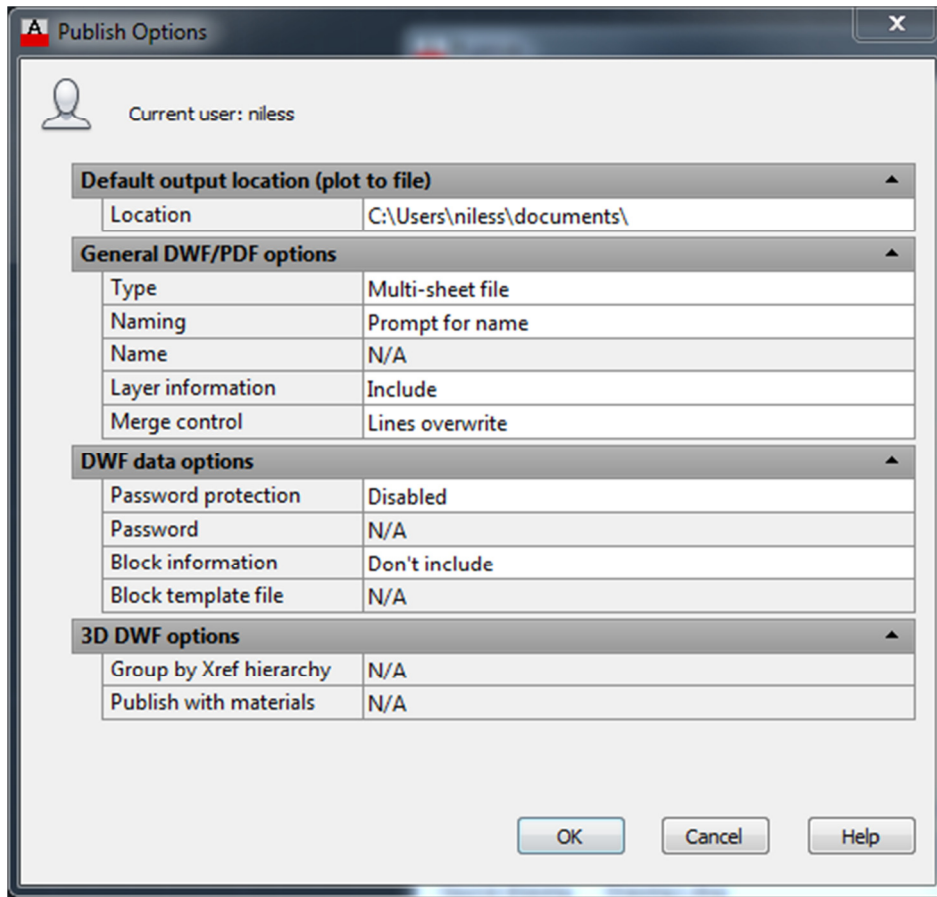 Publish Options
Current user: niless
Default output location (plot to file)
Location C:\Users\niless\documents\
General DWF/PDF options
Type Multi-sheet file
Naming Prompt for name
Name N/A
Layer information Include
Merge control Lines overwrite
DWF data options
Password protection Disabled
Password N/A
Block information Don't include
Block template file N/A
3D DWF options
Group by Xref hierarchy N/A
Publish with materials N/A
OK Cancel Help